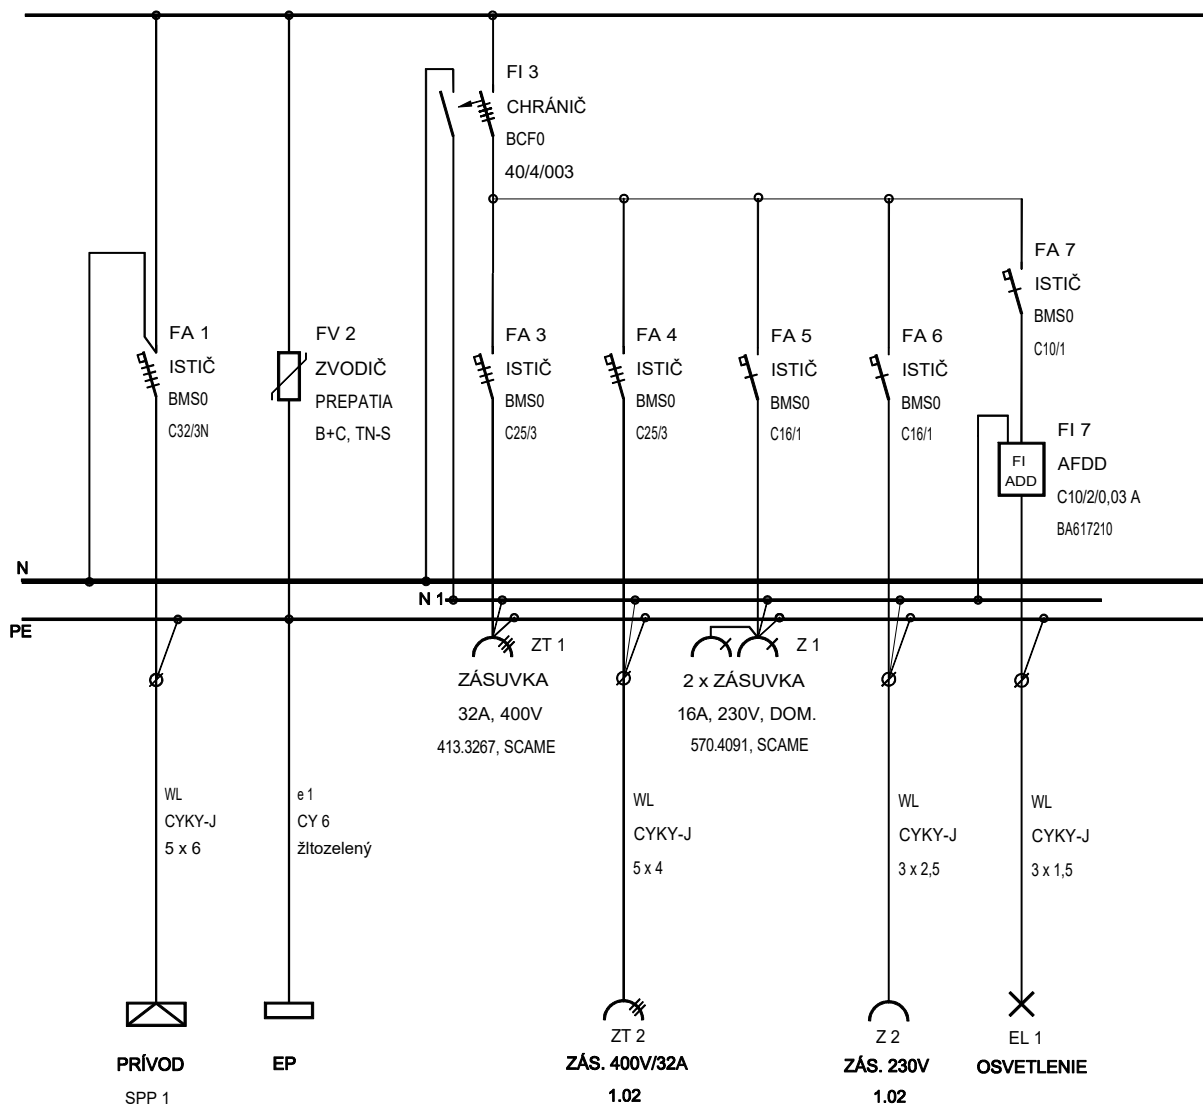 FI 3
CHRÁNIČ
BCF0
40/4/003
FA 1
ISTIČ
BMS0
C32/3N
FV 2
ZVODIČ
PREPATIA
B+C, TN-S
FA 3
ISTIČ
BMS0
C25/3
FA 4
ISTIČ
BMS0
C25/3
FA 5
ISTIČ
BMS0
C16/1
FA 6
ISTIČ
BMS0
C16/1
FA 7
ISTIČ
BMS0
C10/1
FI
ADD
FI 7
AFDD
C10/2/0,03 A
BA617210
N
N 1
PE
ZT 1
ZÁSUVKA
32A, 400V
413.3267, SCAME
Z 1
2 x ZÁSUVKA
16A, 230V, DOM.
570.4091, SCAME
WL
CYKY-J
5 x 6
e 1
CY 6
žltozelený
WL
CYKY-J
5 x 4
WL
CYKY-J
3 x 2,5
WL
CYKY-J
3 x 1,5
PRÍVOD
SPP 1
EP
ZT 2
ZÁS. 400V/32A
1.02
Z 2
ZÁS. 230V
1.02
EL 1
OSVETLENIE